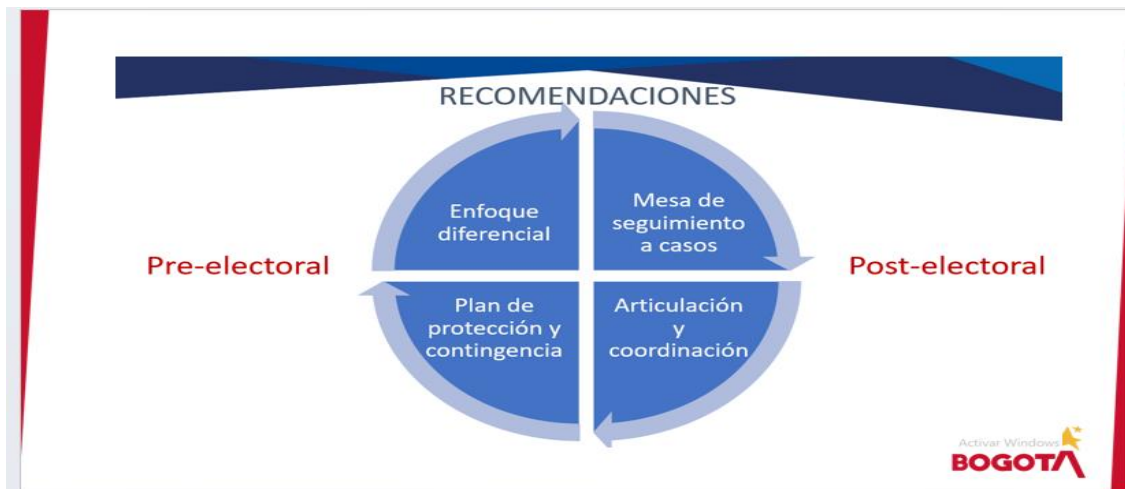 RECOMENDACIONES
Enfoque
diferencial
Mesa de
seguimiento
a casos
Pre-electoral
Post-electoral
Plan de
protección y
contingencia
Articulación
y
coordinación
Activar Windows
BOGOTA